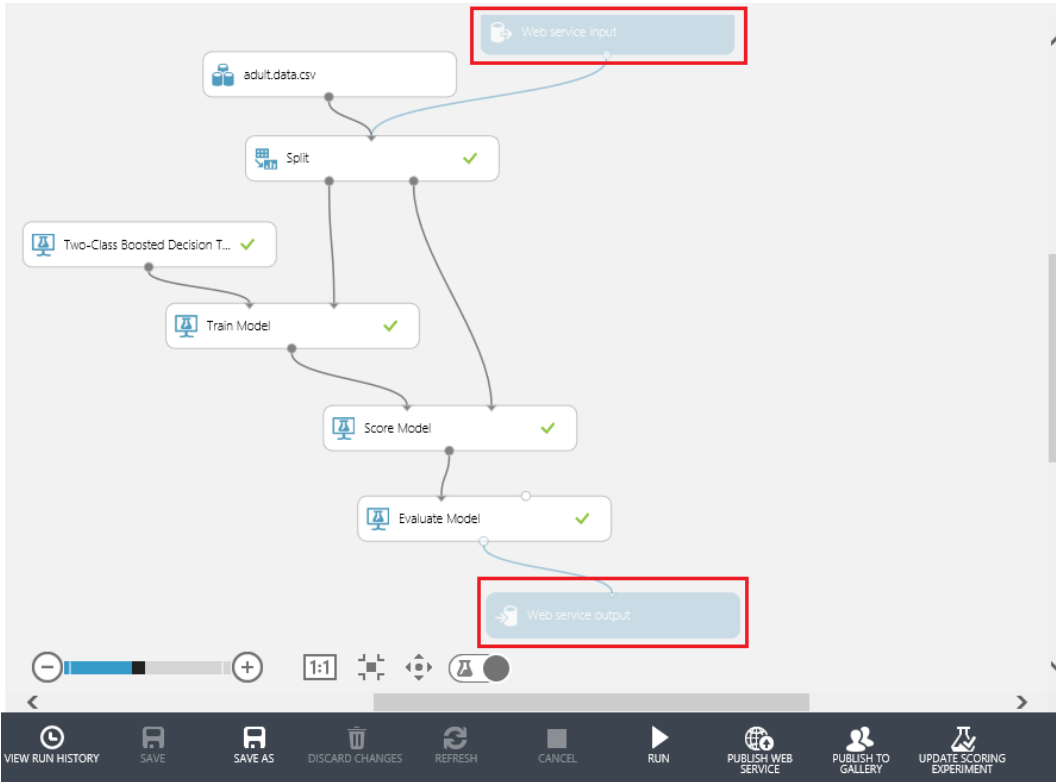 Web service input
adult.data.csv
Split
Two-Class Boosted Decision T...
Train Model
Score Model
Evaluate Model
Web service output
1:1
VIEW RUN HISTORY
SAVE
SAVE AS
DISCARD CHANGES
REFRESH
CANCEL
RUN
PUBLISH WEB
SERVICE
PUBLISH TO
GALLERY
UPDATE SCORING
EXPERIMENT